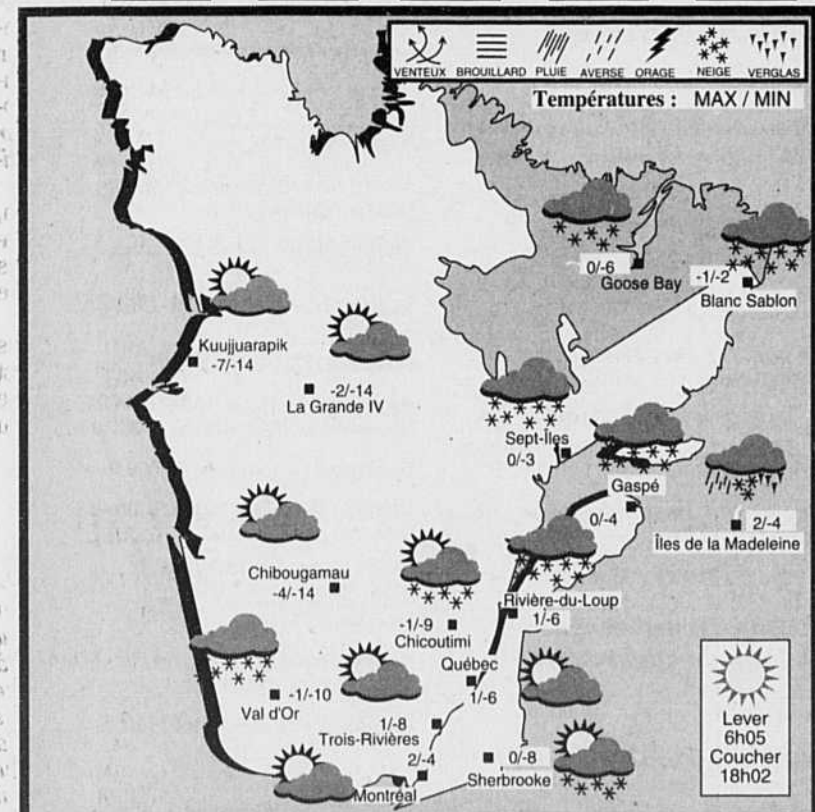 VENTEUX BROUILLARD PLUIE AVERSE ORAGE NEIGE VERGLAS
Températures : MAX / MIN
0/-6
Goose Bay
-1/-2
Blanc Sablon
Kuujjuarapik
-7/-14
-2/-14
La Grande IV
Sept-Îles
0/-3
Gaspé
0/-4
2/-4
Îles de la Madeleine
Chibougamau
-4/-14
Rivière-du-Loup
1/-6
-1/-9
Chicoutimi
Québec
1/-6
-1/-10
Val d'Or
1/-8
Trois-Rivières
2/-4
Montréal
0/-8
Sherbrooke
Lever
6h05
Coucher
18h02